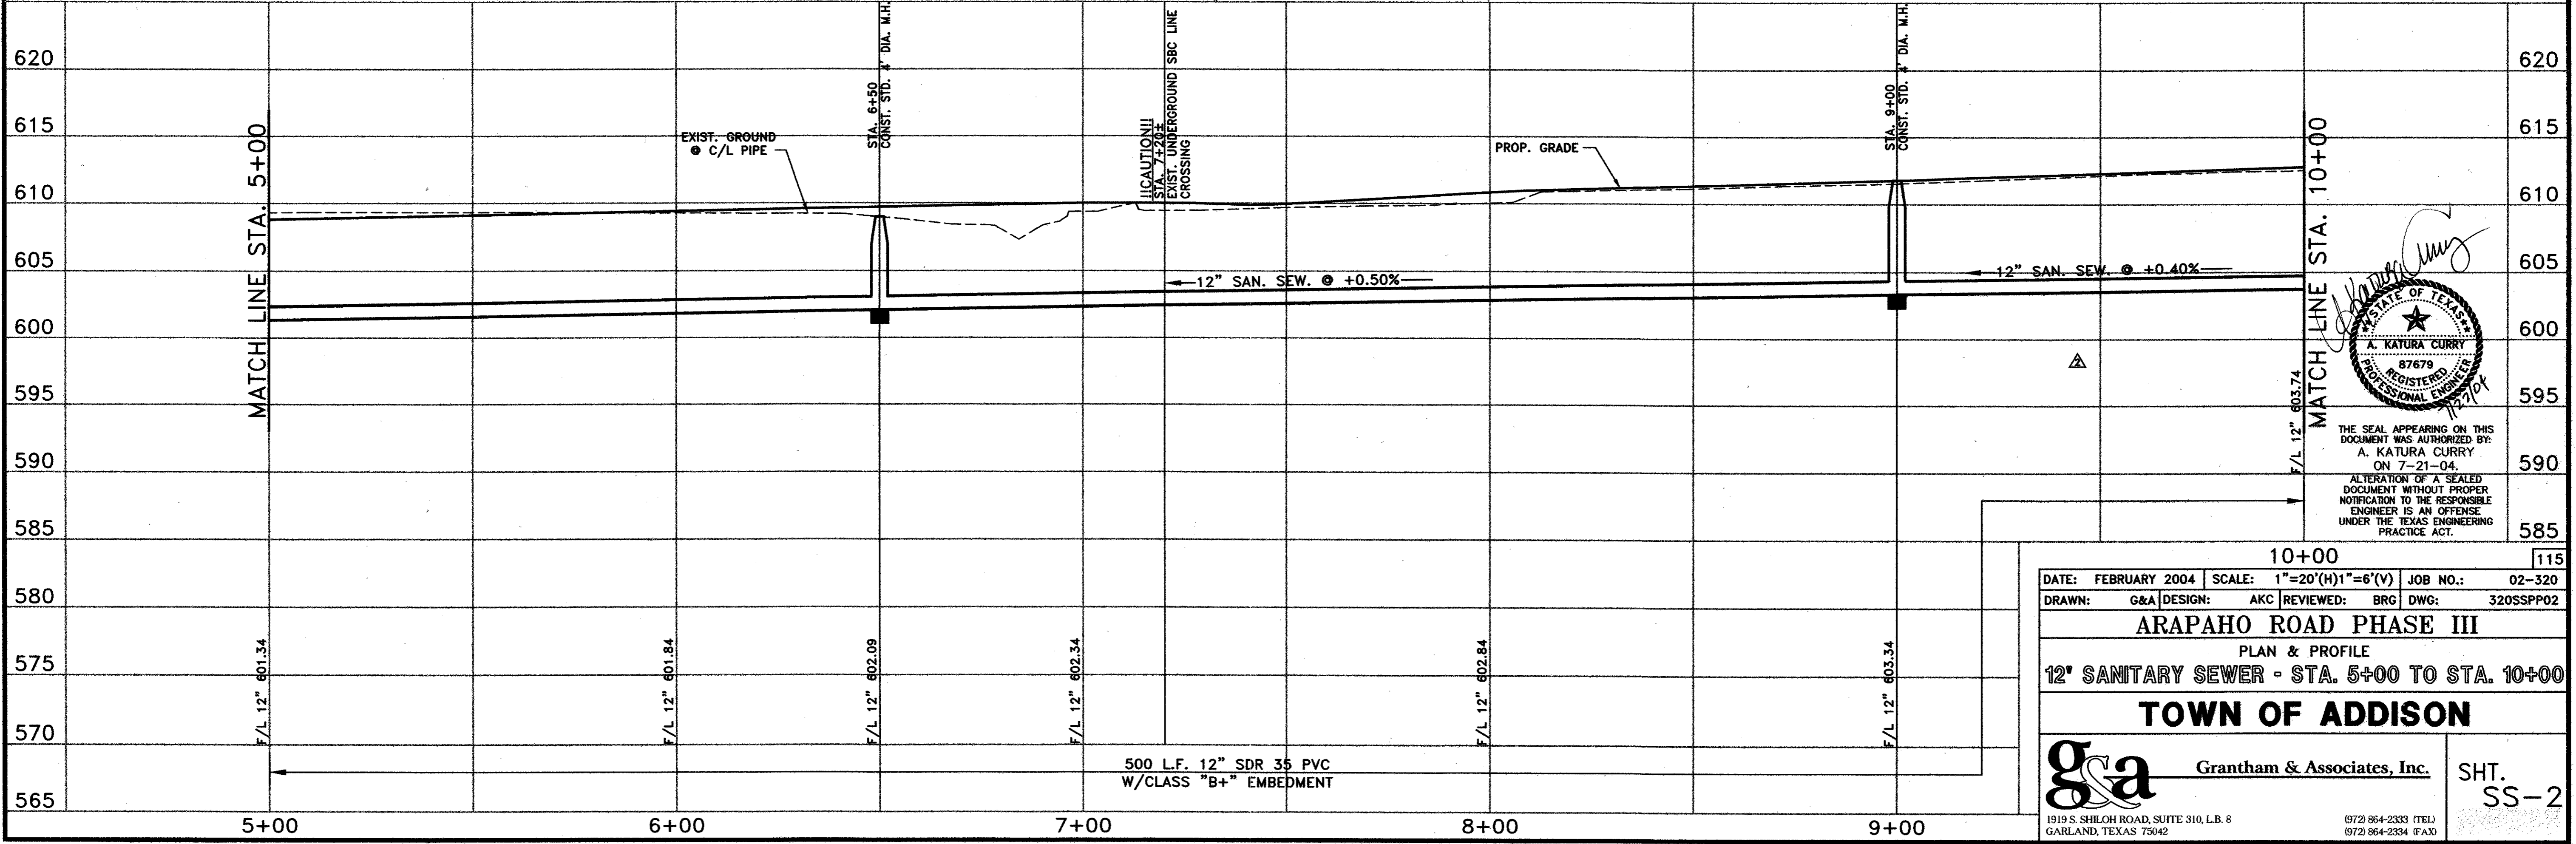 620
615
610
605
600
595
590
585
580
575
570
565
MATCH LINE STA. 5+00
EXIST. GROUND
@ C/L PIPE
STA. 6+50
CONST. STD. 4' DIA. M.H.
!!CAUTION!!
STA. 7+20±
EXIST. UNDERGROUND SBC LINE
CROSSING
PROP. GRADE
STA. 9+00
CONST. STD. 4' DIA. M.H.
12" SAN. SEW. @ +0.50%
12" SAN. SEW. @ +0.40%
MATCH LINE STA. 10+00
620
615
610
605
600
595
590
585
2
F/L 12" 601.34
F/L 12" 601.84
F/L 12" 602.09
F/L 12" 602.34
F/L 12" 602.84
F/L 12" 603.34
F/L 12" 603.74
500 L.F. 12" SDR 35 PVC
W/CLASS "B+" EMBEDMENT
5+00
6+00
7+00
8+00
9+00
10+00
STATE OF TEXAS
A. KATURA CURRY
87679
REGISTERED
PROFESSIONAL ENGINEER
THE SEAL APPEARING ON THIS
DOCUMENT WAS AUTHORIZED BY:
A. KATURA CURRY
ON 7-21-04.
ALTERATION OF A SEALED
DOCUMENT WITHOUT PROPER
NOTIFICATION TO THE RESPONSIBLE
ENGINEER IS AN OFFENSE
UNDER THE TEXAS ENGINEERING
PRACTICE ACT.
115
DATE: FEBRUARY 2004 SCALE: 1"=20'(H)1"=6'(V) JOB NO.: 02-320
DRAWN: G&A DESIGN: AKC REVIEWED: BRG DWG: 320SSPP02
ARAPAHO ROAD PHASE III
PLAN & PROFILE
12" SANITARY SEWER - STA. 5+00 TO STA. 10+00
TOWN OF ADDISON
g&a
Grantham & Associates, Inc.
1919 S. SHILOH ROAD, SUITE 310, L.B. 8
GARLAND, TEXAS 75042
(972) 864-2333 (TEL)
(972) 864-2334 (FAX)
SHT.
SS-2